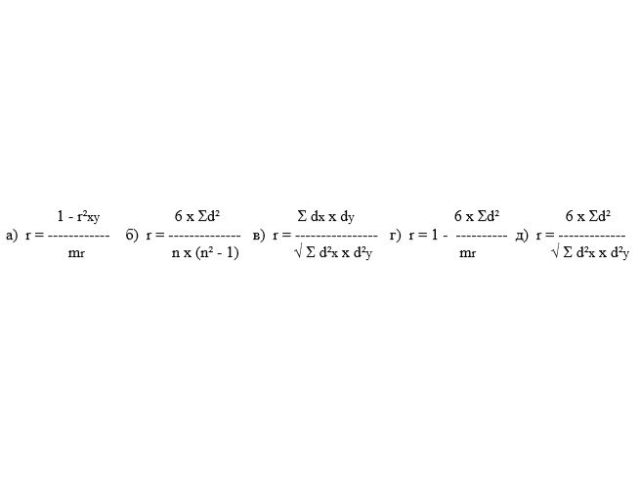 1 - r²xy 6 x Σd² Σ dx x dy 6 x Σd² 6 x Σd²
а) r = ------------ б) r = -------------- в) r = ---------------- г) r = 1 - ---------- д) r = -------------
mr n x (n² - 1) √ Σ d²x x d²y mr √ Σ d²x x d²y